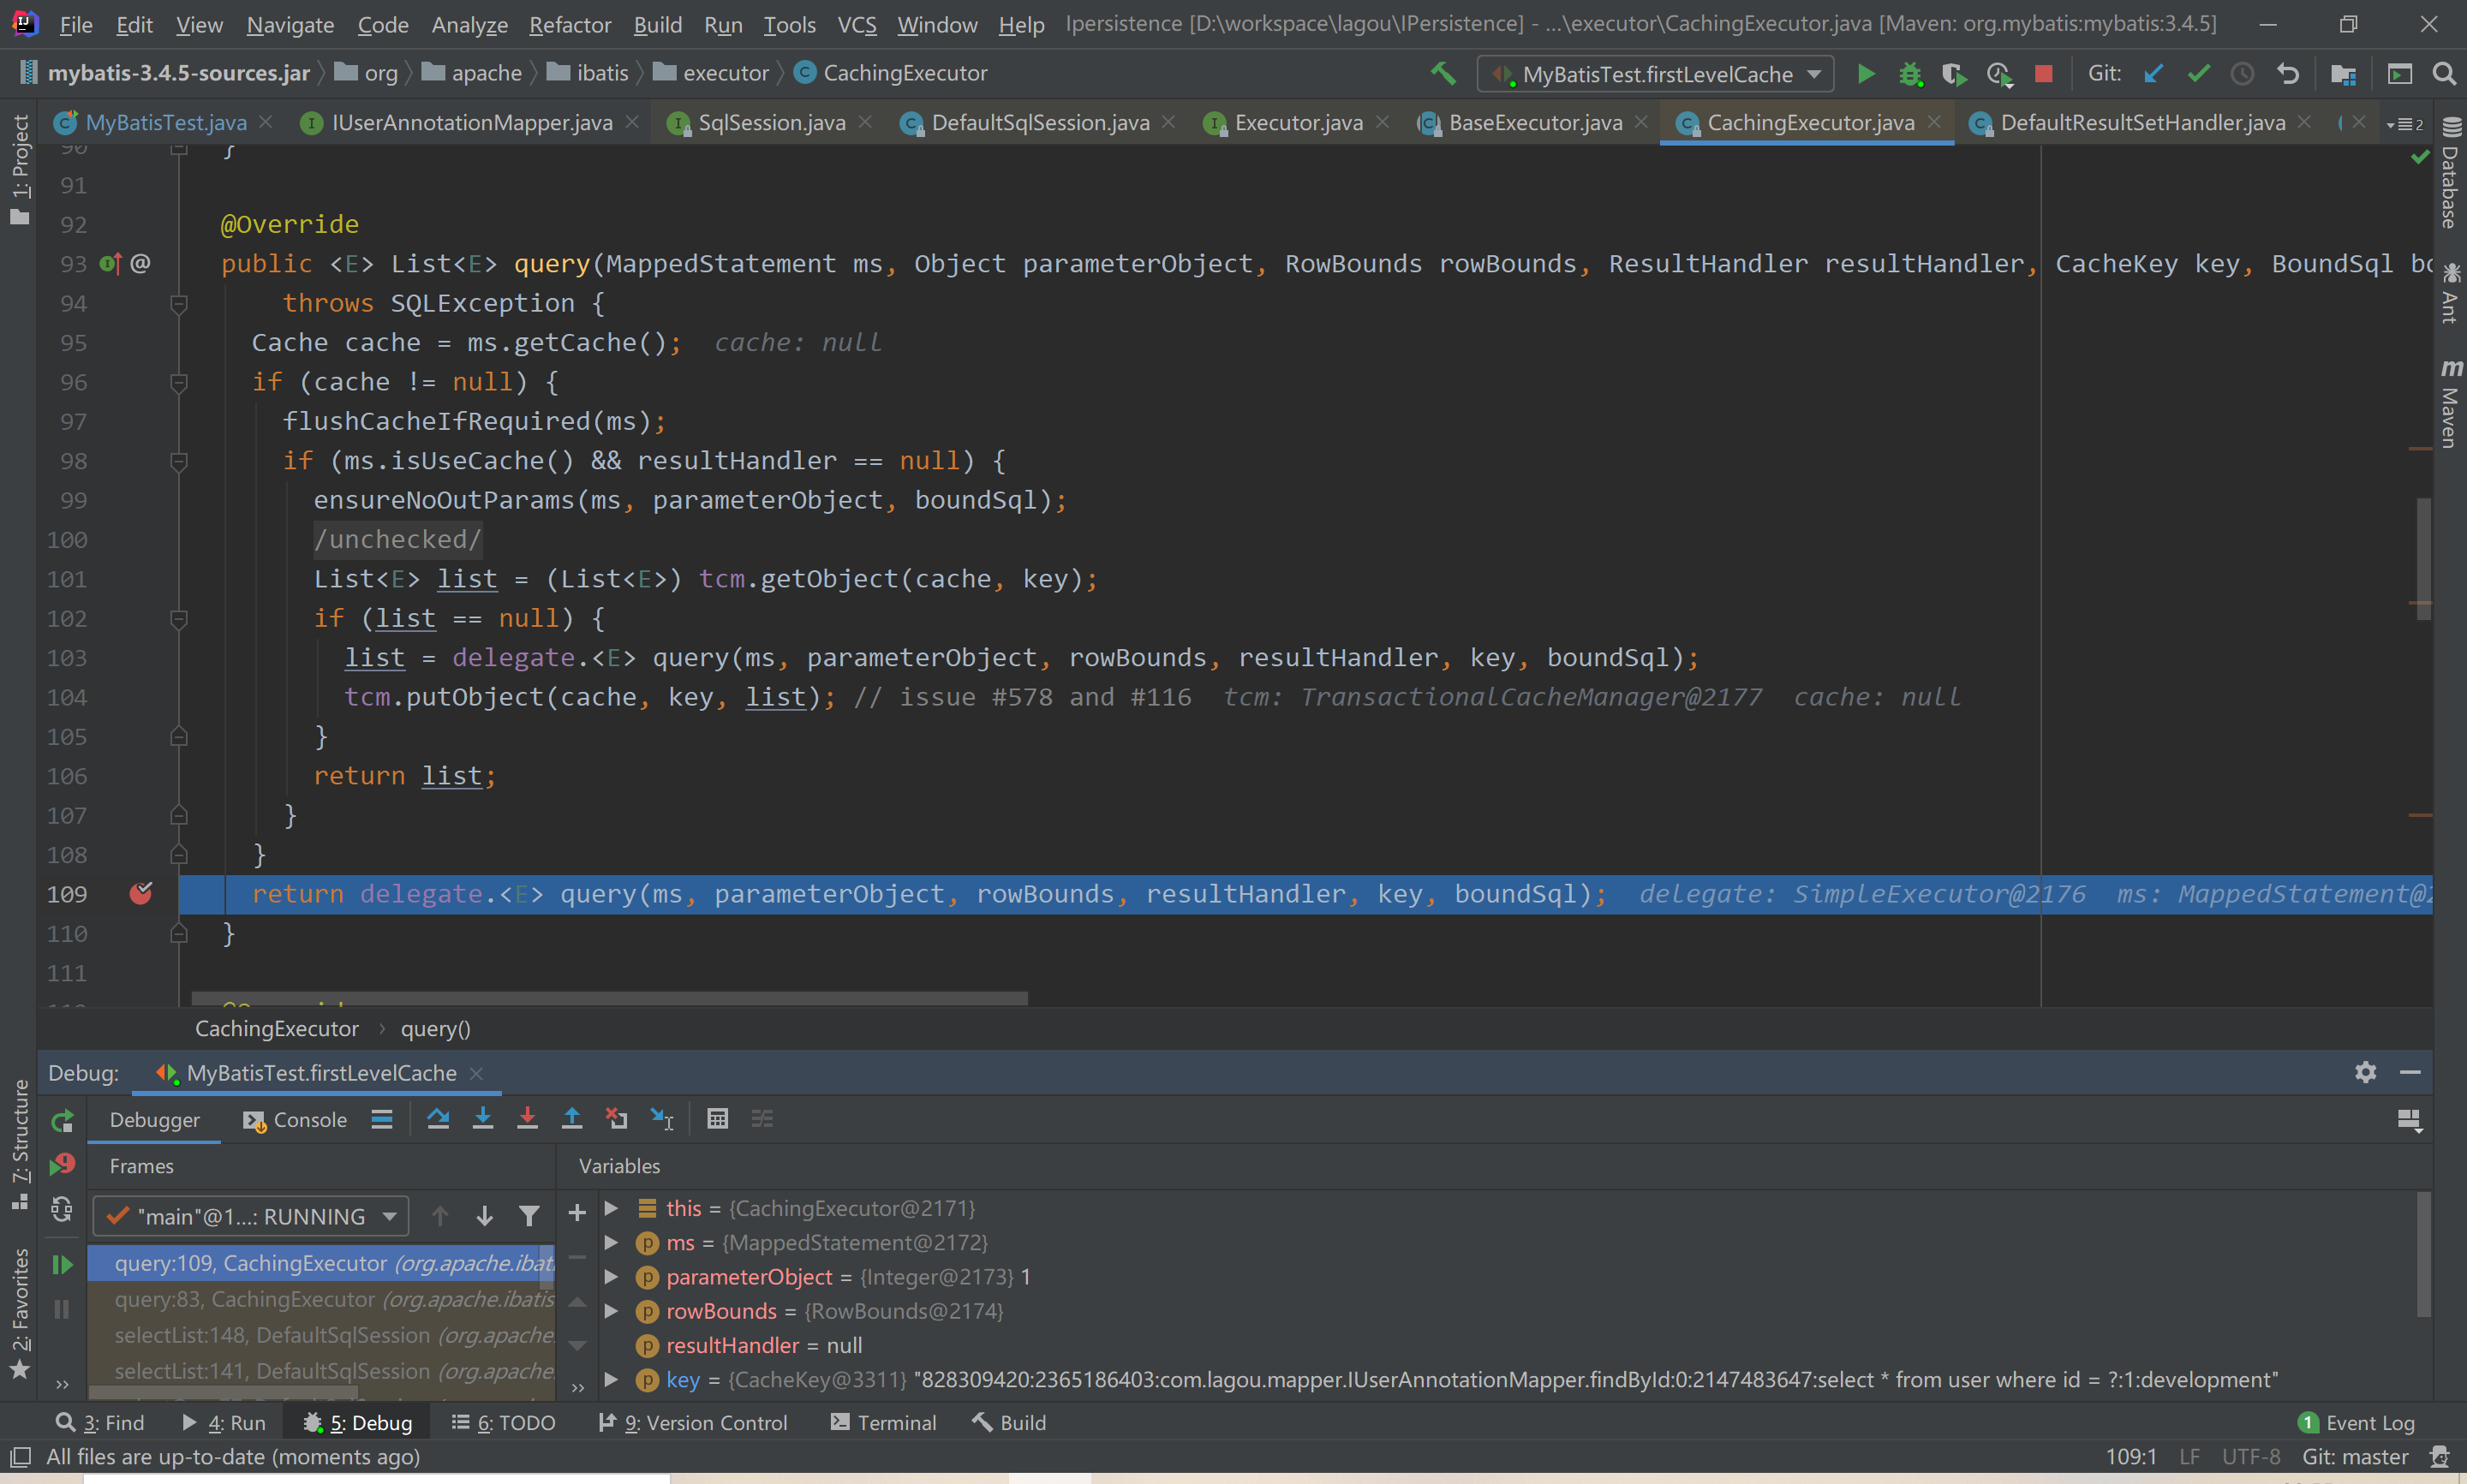 File Edit View Navigate Code Analyze Refactor Build Run Tools VCS Window Help Ipersistence [D:\workspace\lagou\IPersistence] - ...\executor\CachingExecutor.java [Maven: org.mybatis:mybatis:3.4.5]
mybatis-3.4.5-sources.jar org apache ibatis executor CachingExecutor MyBatisTest.firstLevelCache Git:
MyBatisTest.java IUserAnnotationMapper.java SqlSession.java DefaultSqlSession.java Executor.java BaseExecutor.java CachingExecutor.java DefaultResultSetHandler.java 2
1: Project
7: Structure
2: Favorites
Database
Ant
Maven
90 }
91
92 @Override
93 public <E> List<E> query(MappedStatement ms, Object parameterObject, RowBounds rowBounds, ResultHandler resultHandler, CacheKey key, BoundSql bo
94 throws SQLException {
95 Cache cache = ms.getCache(); cache: null
96 if (cache != null) {
97 flushCacheIfRequired(ms);
98 if (ms.isUseCache() && resultHandler == null) {
99 ensureNoOutParams(ms, parameterObject, boundSql);
100 /unchecked/
101 List<E> list = (List<E>) tcm.getObject(cache, key);
102 if (list == null) {
103 list = delegate.<E> query(ms, parameterObject, rowBounds, resultHandler, key, boundSql);
104 tcm.putObject(cache, key, list); // issue #578 and #116 tcm: TransactionalCacheManager@2177 cache: null
105 }
106 return list;
107 }
108 }
109 return delegate.<E> query(ms, parameterObject, rowBounds, resultHandler, key, boundSql); delegate: SimpleExecutor@2176 ms: MappedStatement@2
110 }
111
CachingExecutor › query()
Debug: MyBatisTest.firstLevelCache
Debugger Console
Frames Variables
"main"@1...: RUNNING
query:109, CachingExecutor (org.apache.ibati
query:83, CachingExecutor (org.apache.ibatis
selectList:148, DefaultSqlSession (org.apache.
selectList:141, DefaultSqlSession (org.apache.
this = {CachingExecutor@2171}
ms = {MappedStatement@2172}
parameterObject = {Integer@2173} 1
rowBounds = {RowBounds@2174}
resultHandler = null
key = {CacheKey@3311} "828309420:2365186403:com.lagou.mapper.IUserAnnotationMapper.findById:0:2147483647:select * from user where id = ?:1:development"
3: Find 4: Run 5: Debug 6: TODO 9: Version Control Terminal Build 1 Event Log
All files are up-to-date (moments ago) 109:1 LF UTF-8 Git: master